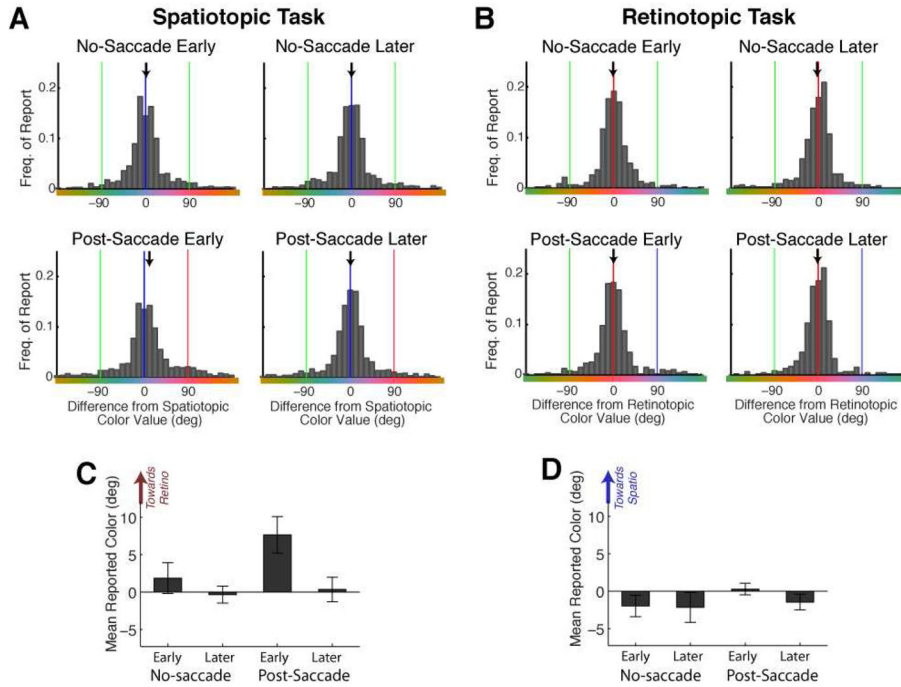 A
Spatiotopic Task
B
Retinotopic Task
No-Saccade Early
No-Saccade Later
No-Saccade Early
No-Saccade Later
Freq. of Report
0.2
0.1
0
−90
0
90
−90
0
90
Freq. of Report
0.2
0.1
0
−90
0
90
−90
0
90
Post-Saccade Early
Post-Saccade Later
Post-Saccade Early
Post-Saccade Later
Freq. of Report
0.2
0.1
0
−90
0
90
−90
0
90
Freq. of Report
0.2
0.1
0
−90
0
90
−90
0
90
Difference from Spatiotopic
Color Value (deg)
Difference from Spatiotopic
Color Value (deg)
Difference from Retinotopic
Color Value (deg)
Difference from Retinotopic
Color Value (deg)
C
Towards
Retino
Mean Reported Color (deg)
10
5
0
−5
Early
Later
Early
Later
No-saccade
Post-Saccade
D
Towards
Spatio
Mean Reported Color (deg)
10
5
0
−5
Early
Later
Early
Later
No-saccade
Post-Saccade